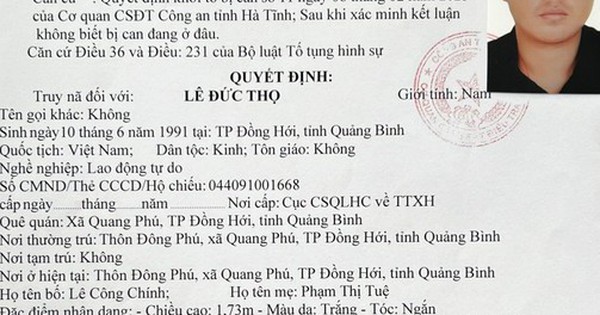 của Cơ quan CSĐT Công an tỉnh Hà Tĩnh; Sau khi xác minh kết luận
không biết bị can đang ở đâu.
Căn cứ Điều 36 và Điều: 231 của Bộ luật Tố tụng hình sự
QUYẾT ĐỊNH:
Truy nã đối với: LÊ ĐỨC THỌ Giới tính: Nam
Tên gọi khác: Không
Sinh ngày 10 tháng 6 năm 1991 tại: TP Đồng Hới, tỉnh Quảng Bình
Quốc tịch: Việt Nam; Dân tộc: Kinh; Tôn giáo: Không
Nghề nghiệp: Lao động tự do
Số CMND/Thẻ CCCD/Hộ chiếu: 044091001668
cấp ngày...... tháng...... năm.......... Nơi cấp: Cục CSQLHC về TTXH
Quê quán: Xã Quang Phú, TP Đồng Hới, tỉnh Quảng Bình
Nơi thường trú: Thôn Đông Phú, xã Quang Phú, TP Đồng Hới, tỉnh Quảng Bình
Nơi tạm trú: Không
Nơi ở hiện tại: Thôn Đông Phú, xã Quang Phú, TP Đồng Hới, tỉnh Quảng Bình
Họ tên bố: Lê Công Chính; Họ tên mẹ: Phạm Thị Tuệ
Đặc điểm nhận dạng: - Chiều cao: 1,73m - Màu da: Trắng - Tóc: Ngắn